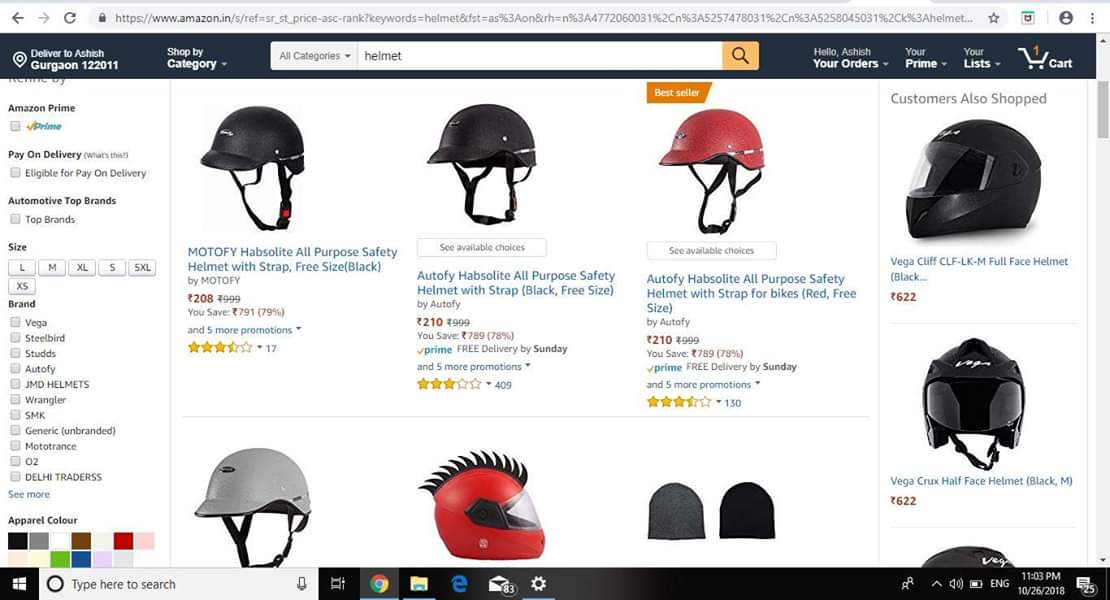 https://www.amazon.in/s/ref=sr_st_price-asc-rank?keywords=helmet&fst=as%3Aon&rh=n%3A4772060031%2Cn%3A5257478031%2Cn%3A5258045031%2Ck%3Ahelmet...
Deliver to Ashish
Gurgaon 122011
Shop by
Category
All Categories
helmet
Hello, Ashish
Your Orders
Your
Prime
Your
Lists
1
Cart
Refine by
Amazon Prime
Prime
Pay On Delivery (What's this?)
Eligible for Pay On Delivery
Automotive Top Brands
Top Brands
Size
L M XL S 5XL
XS
Brand
Vega
Steelbird
Studds
Autofy
JMD HELMETS
Wrangler
SMK
Generic (unbranded)
Mototrance
O2
DELHI TRADERSS
See more
Apparel Colour
MOTOFY Habsolite All Purpose Safety
Helmet with Strap, Free Size(Black)
by MOTOFY
₹208 ₹999
You Save: ₹791 (79%)
and 5 more promotions
17
See available choices
Autofy Habsolite All Purpose Safety
Helmet with Strap (Black, Free Size)
by Autofy
₹210 ₹999
You Save: ₹789 (78%)
prime FREE Delivery by Sunday
and 5 more promotions
409
Best seller
See available choices
Autofy Habsolite All Purpose Safety
Helmet with Strap for bikes (Red, Free
Size)
by Autofy
₹210 ₹999
You Save: ₹789 (78%)
prime FREE Delivery by Sunday
and 5 more promotions
130
Customers Also Shopped
Vega
Vega Cliff CLF-LK-M Full Face Helmet
(Black...
₹622
Vega
Vega Crux Half Face Helmet (Black, M)
₹622
Vega
Type here to search
83
ENG
11:03 PM
10/26/2018
25